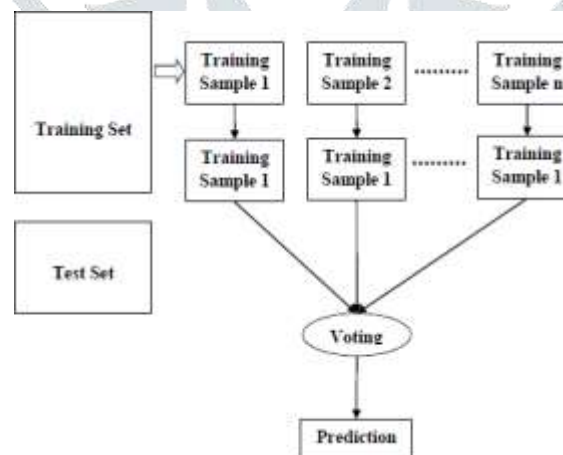 Training Set
Training
Sample 1
Training
Sample 2
Training
Sample n
Training
Sample 1
Training
Sample 1
Training
Sample 1
Test Set
Voting
Prediction